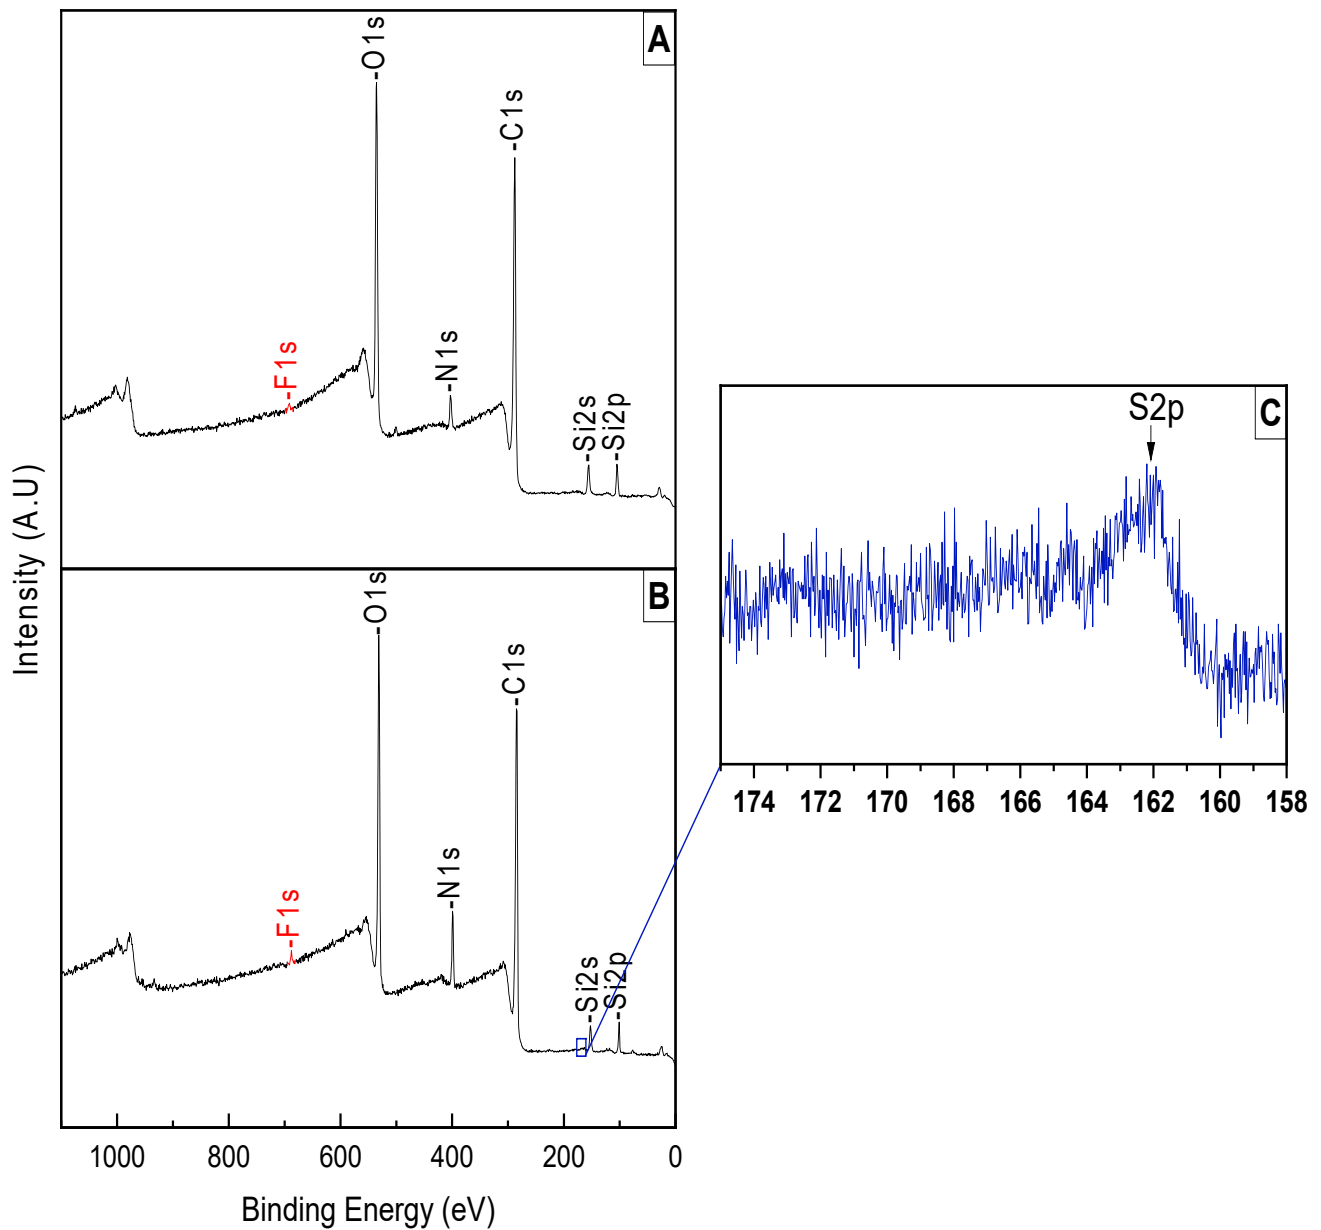 A
O1s
C1s
F1s
N1s
Si2s
Si2p
Intensity (A.U)
B
O1s
C1s
F1s
N1s
Si2s
Si2p
1000 800 600 400 200 0
Binding Energy (eV)
C
S2p
174 172 170 168 166 164 162 160 158